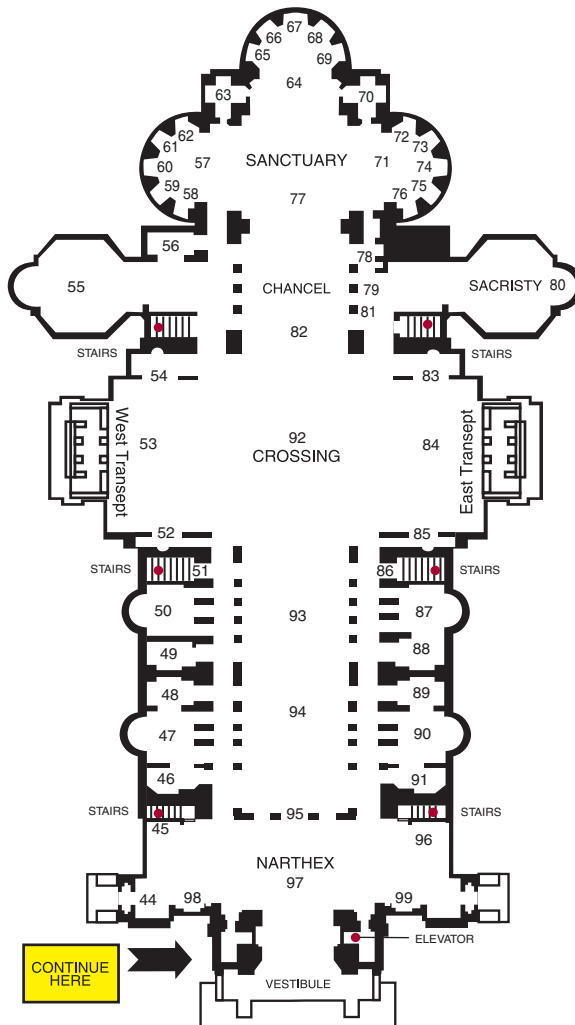 67
66 68
65 69
64
63 70
62 72
61 57 SANCTUARY 71 73
60 74
59 75
58 77 76
56 78
55 CHANCEL 79 SACRISTY 80
81
82
STAIRS STAIRS
54 83
West Transept 53 92 84 East Transept
CROSSING
52 85
STAIRS 51 86 STAIRS
50 93 87
49 88
48 89
94
47 90
46 91
STAIRS 95 STAIRS
45 96
NARTHEX
97
44 98 99
ELEVATOR
CONTINUE
HERE
VESTIBULE